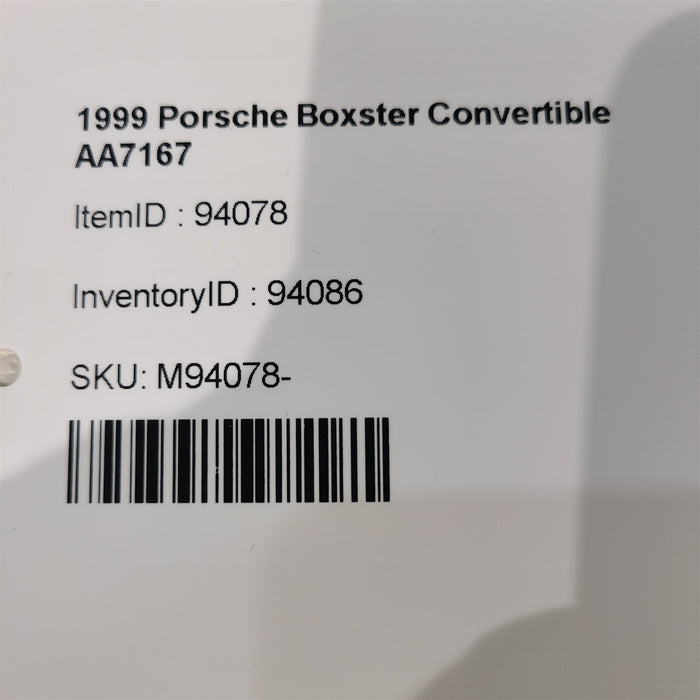 1999 Porsche Boxster Convertible
AA7167
ItemID : 94078
InventoryID : 94086
SKU: M94078-